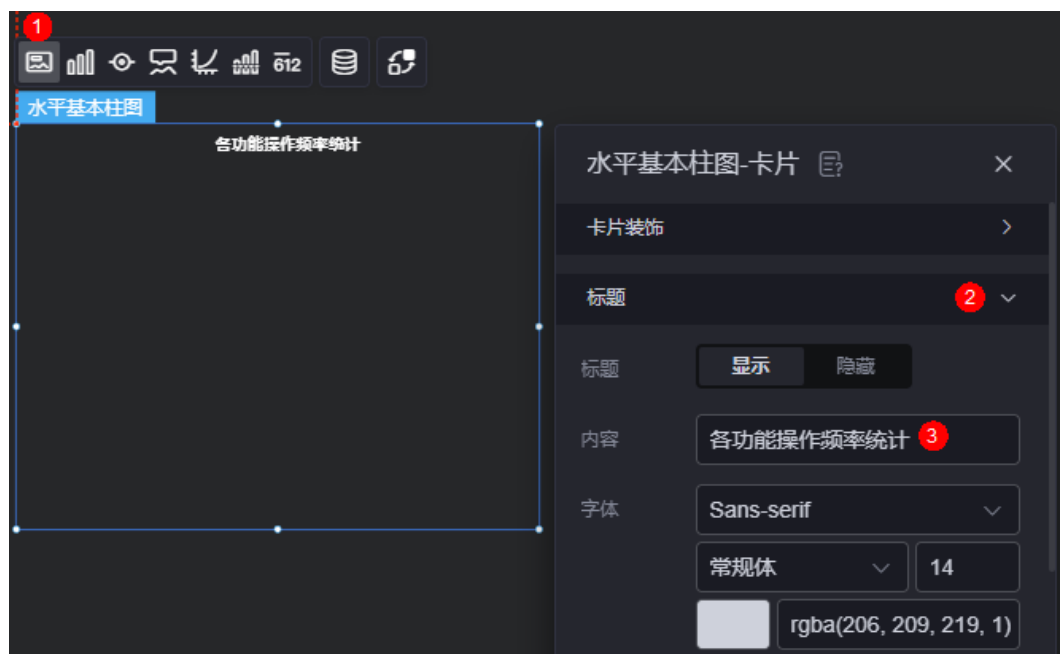 1
612
水平基本柱图
各功能操作频率统计
水平基本柱图-卡片
卡片装饰
标题 2
标题 显示 隐藏
内容 各功能操作频率统计 3
字体 Sans-serif
常规体 14
rgba(206, 209, 219, 1)